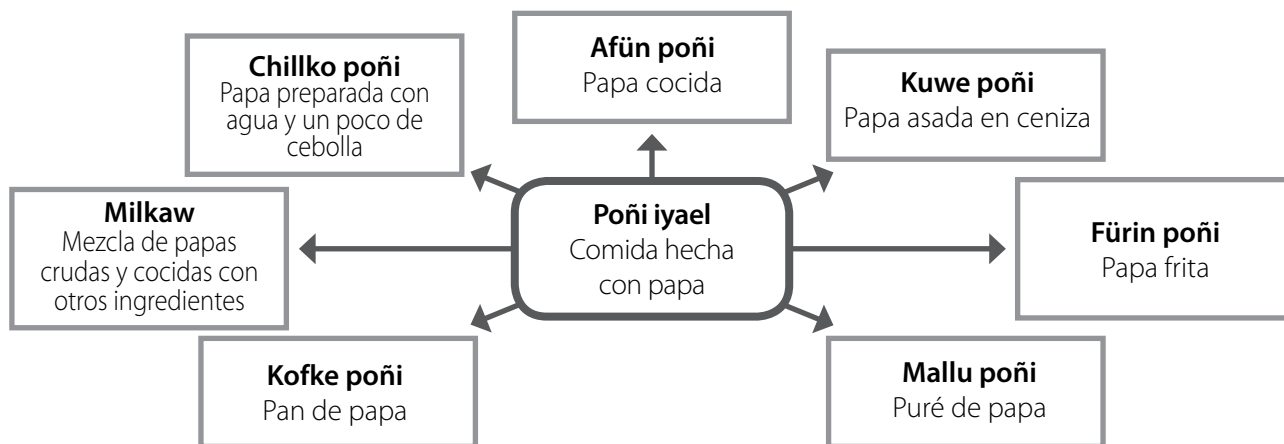 Afün poñi
Papa cocida
Chillko poñi
Papa preparada con
agua y un poco de
cebolla
Kuwe poñi
Papa asada en ceniza
Milkaw
Mezcla de papas
crudas y cocidas con
otros ingredientes
Poñi iyael
Comida hecha
con papa
Fürin poñi
Papa frita
Kofke poñi
Pan de papa
Mallu poñi
Puré de papa